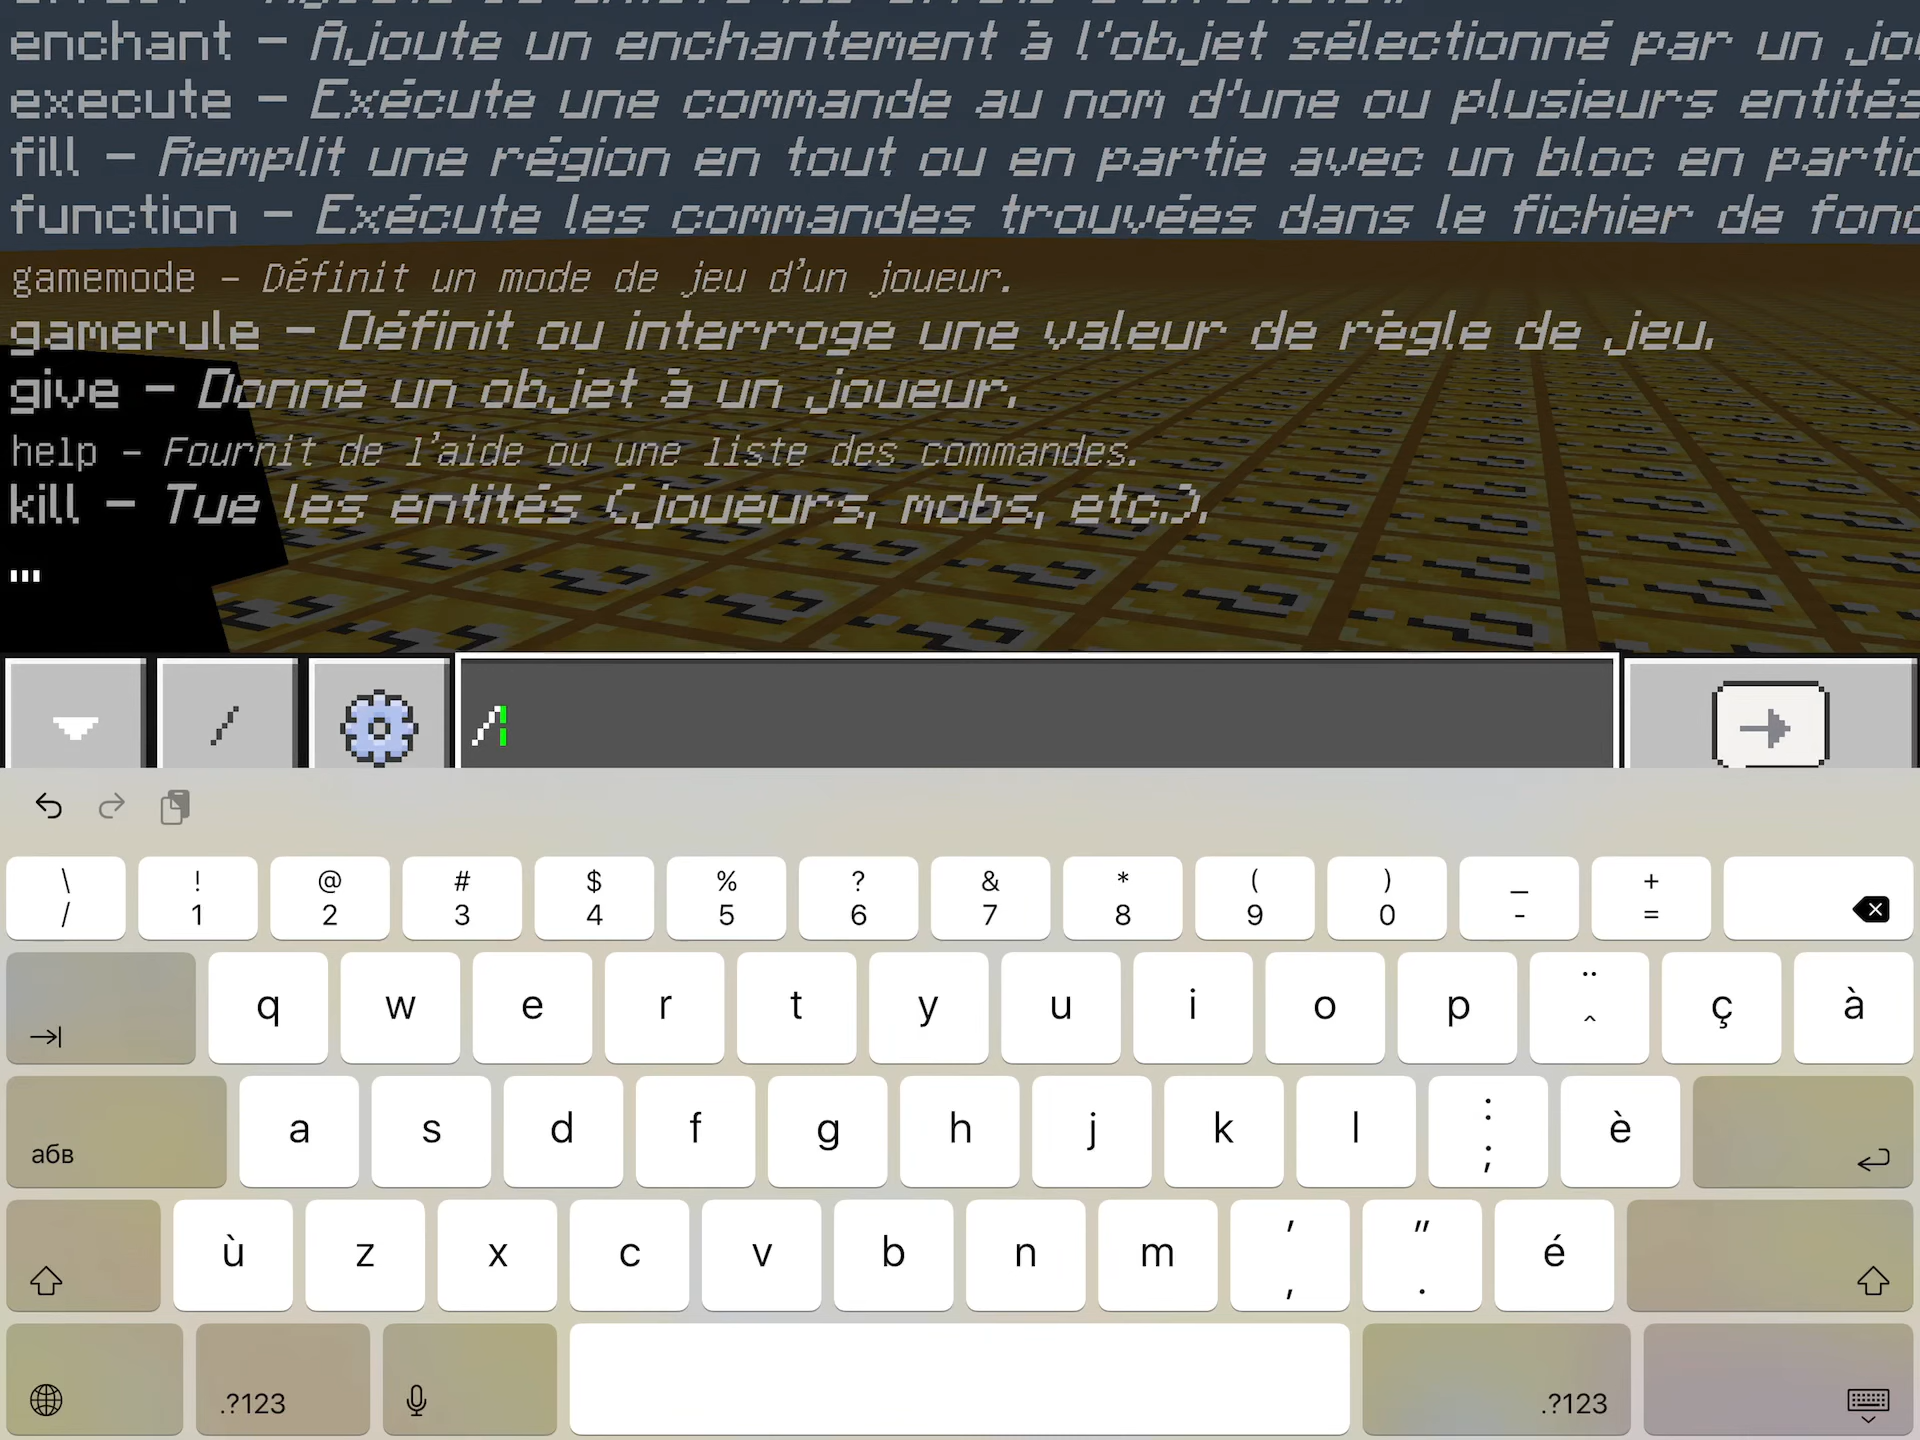 enchant - Ajoute un enchantement à l'objet sélectionné par un
execute - Exécute une commande au nom d'une ou plusieurs entités
fill - Remplit une région en tout ou en partie avec un bloc en
function - Exécute les commandes trouvées dans le fichier de
gamemode - Définit un mode de jeu d'un joueur.
gamerule - Définit ou interroge une valeur de règle de jeu.
give - Donne un objet à un joueur.
help - Fournit de l'aide ou une liste des commandes.
kill - Tue les entités (joueurs, mobs, etc.).
...
/
/
\ ! @ # $ % ? & * ( ) _ +
/ 1 2 3 4 5 6 7 8 9 0 - =
q w e r t y u i o p ¨ ^ ç à
абв a s d f g h j k l : ; è
ù z x c v b n m ' , " . é
.?123 .?123